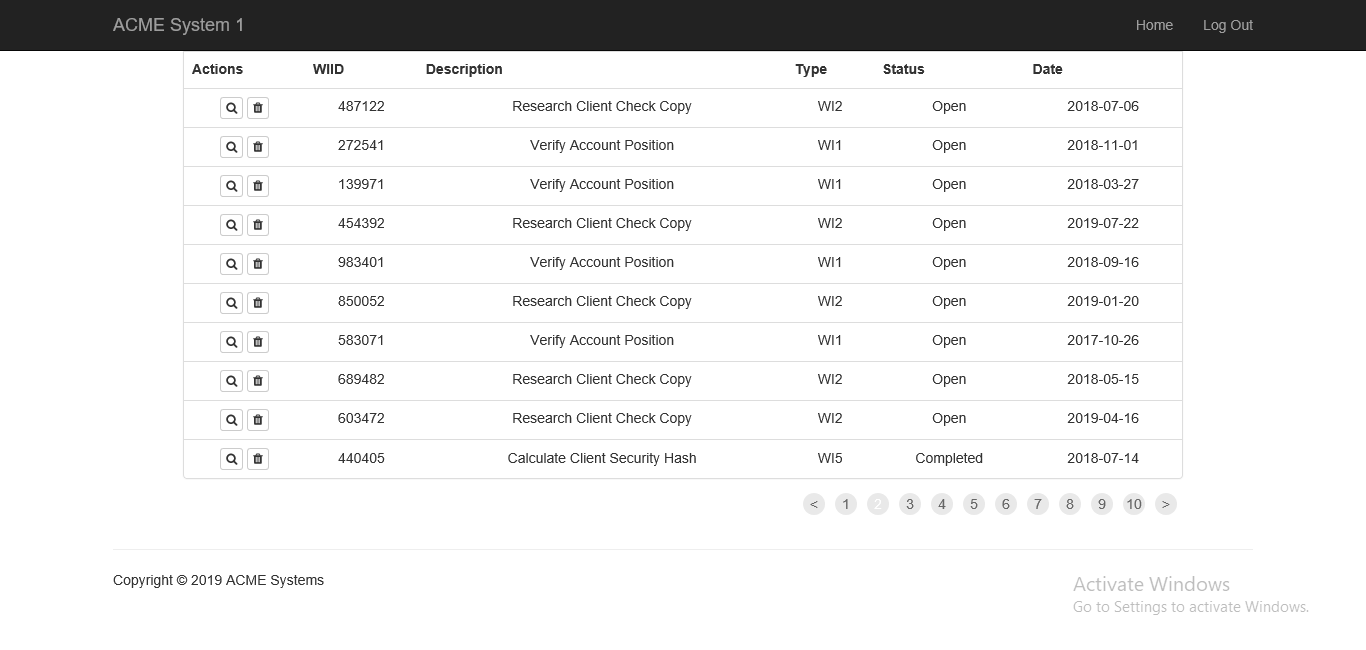 ACME System 1 Home Log Out
Actions WIID Description Type Status Date
487122 Research Client Check Copy WI2 Open 2018-07-06
272541 Verify Account Position WI1 Open 2018-11-01
139971 Verify Account Position WI1 Open 2018-03-27
454392 Research Client Check Copy WI2 Open 2019-07-22
983401 Verify Account Position WI1 Open 2018-09-16
850052 Research Client Check Copy WI2 Open 2019-01-20
583071 Verify Account Position WI1 Open 2017-10-26
689482 Research Client Check Copy WI2 Open 2018-05-15
603472 Research Client Check Copy WI2 Open 2019-04-16
440405 Calculate Client Security Hash WI5 Completed 2018-07-14
< 1 2 3 4 5 6 7 8 9 10 >
Copyright © 2019 ACME Systems
Activate Windows
Go to Settings to activate Windows.